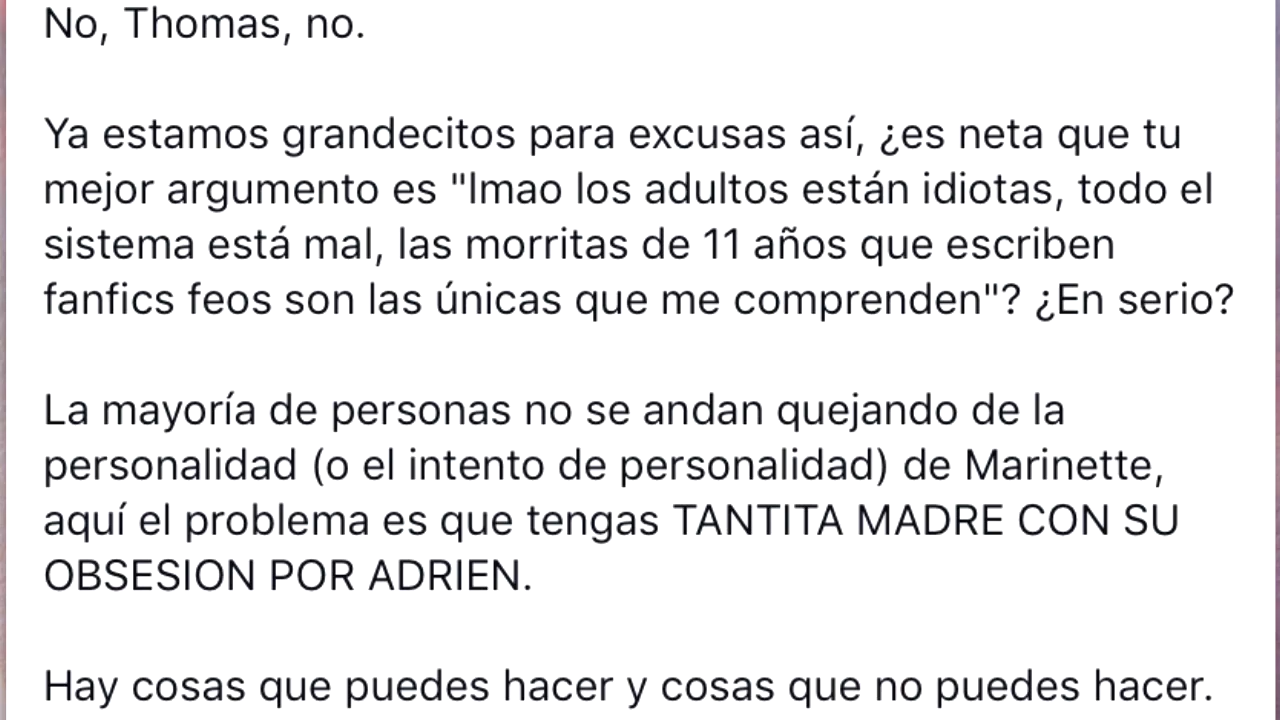 No, Thomas, no.
Ya estamos grandecitos para excusas así, ¿es neta que tu
mejor argumento es "lmao los adultos están idiotas, todo el
sistema está mal, las morritas de 11 años que escriben
fanfics feos son las únicas que me comprenden"? ¿En serio?
La mayoría de personas no se andan quejando de la
personalidad (o el intento de personalidad) de Marinette,
aquí el problema es que tengas TANTITA MADRE CON SU
OBSESION POR ADRIEN.
Hay cosas que puedes hacer y cosas que no puedes hacer.